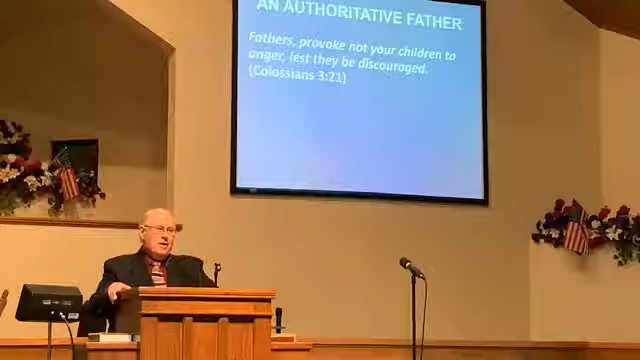 AN AUTHORITATIVE FATHER
Fathers, provoke not your children to
anger, lest they be discouraged.
(Colossians 3:21)